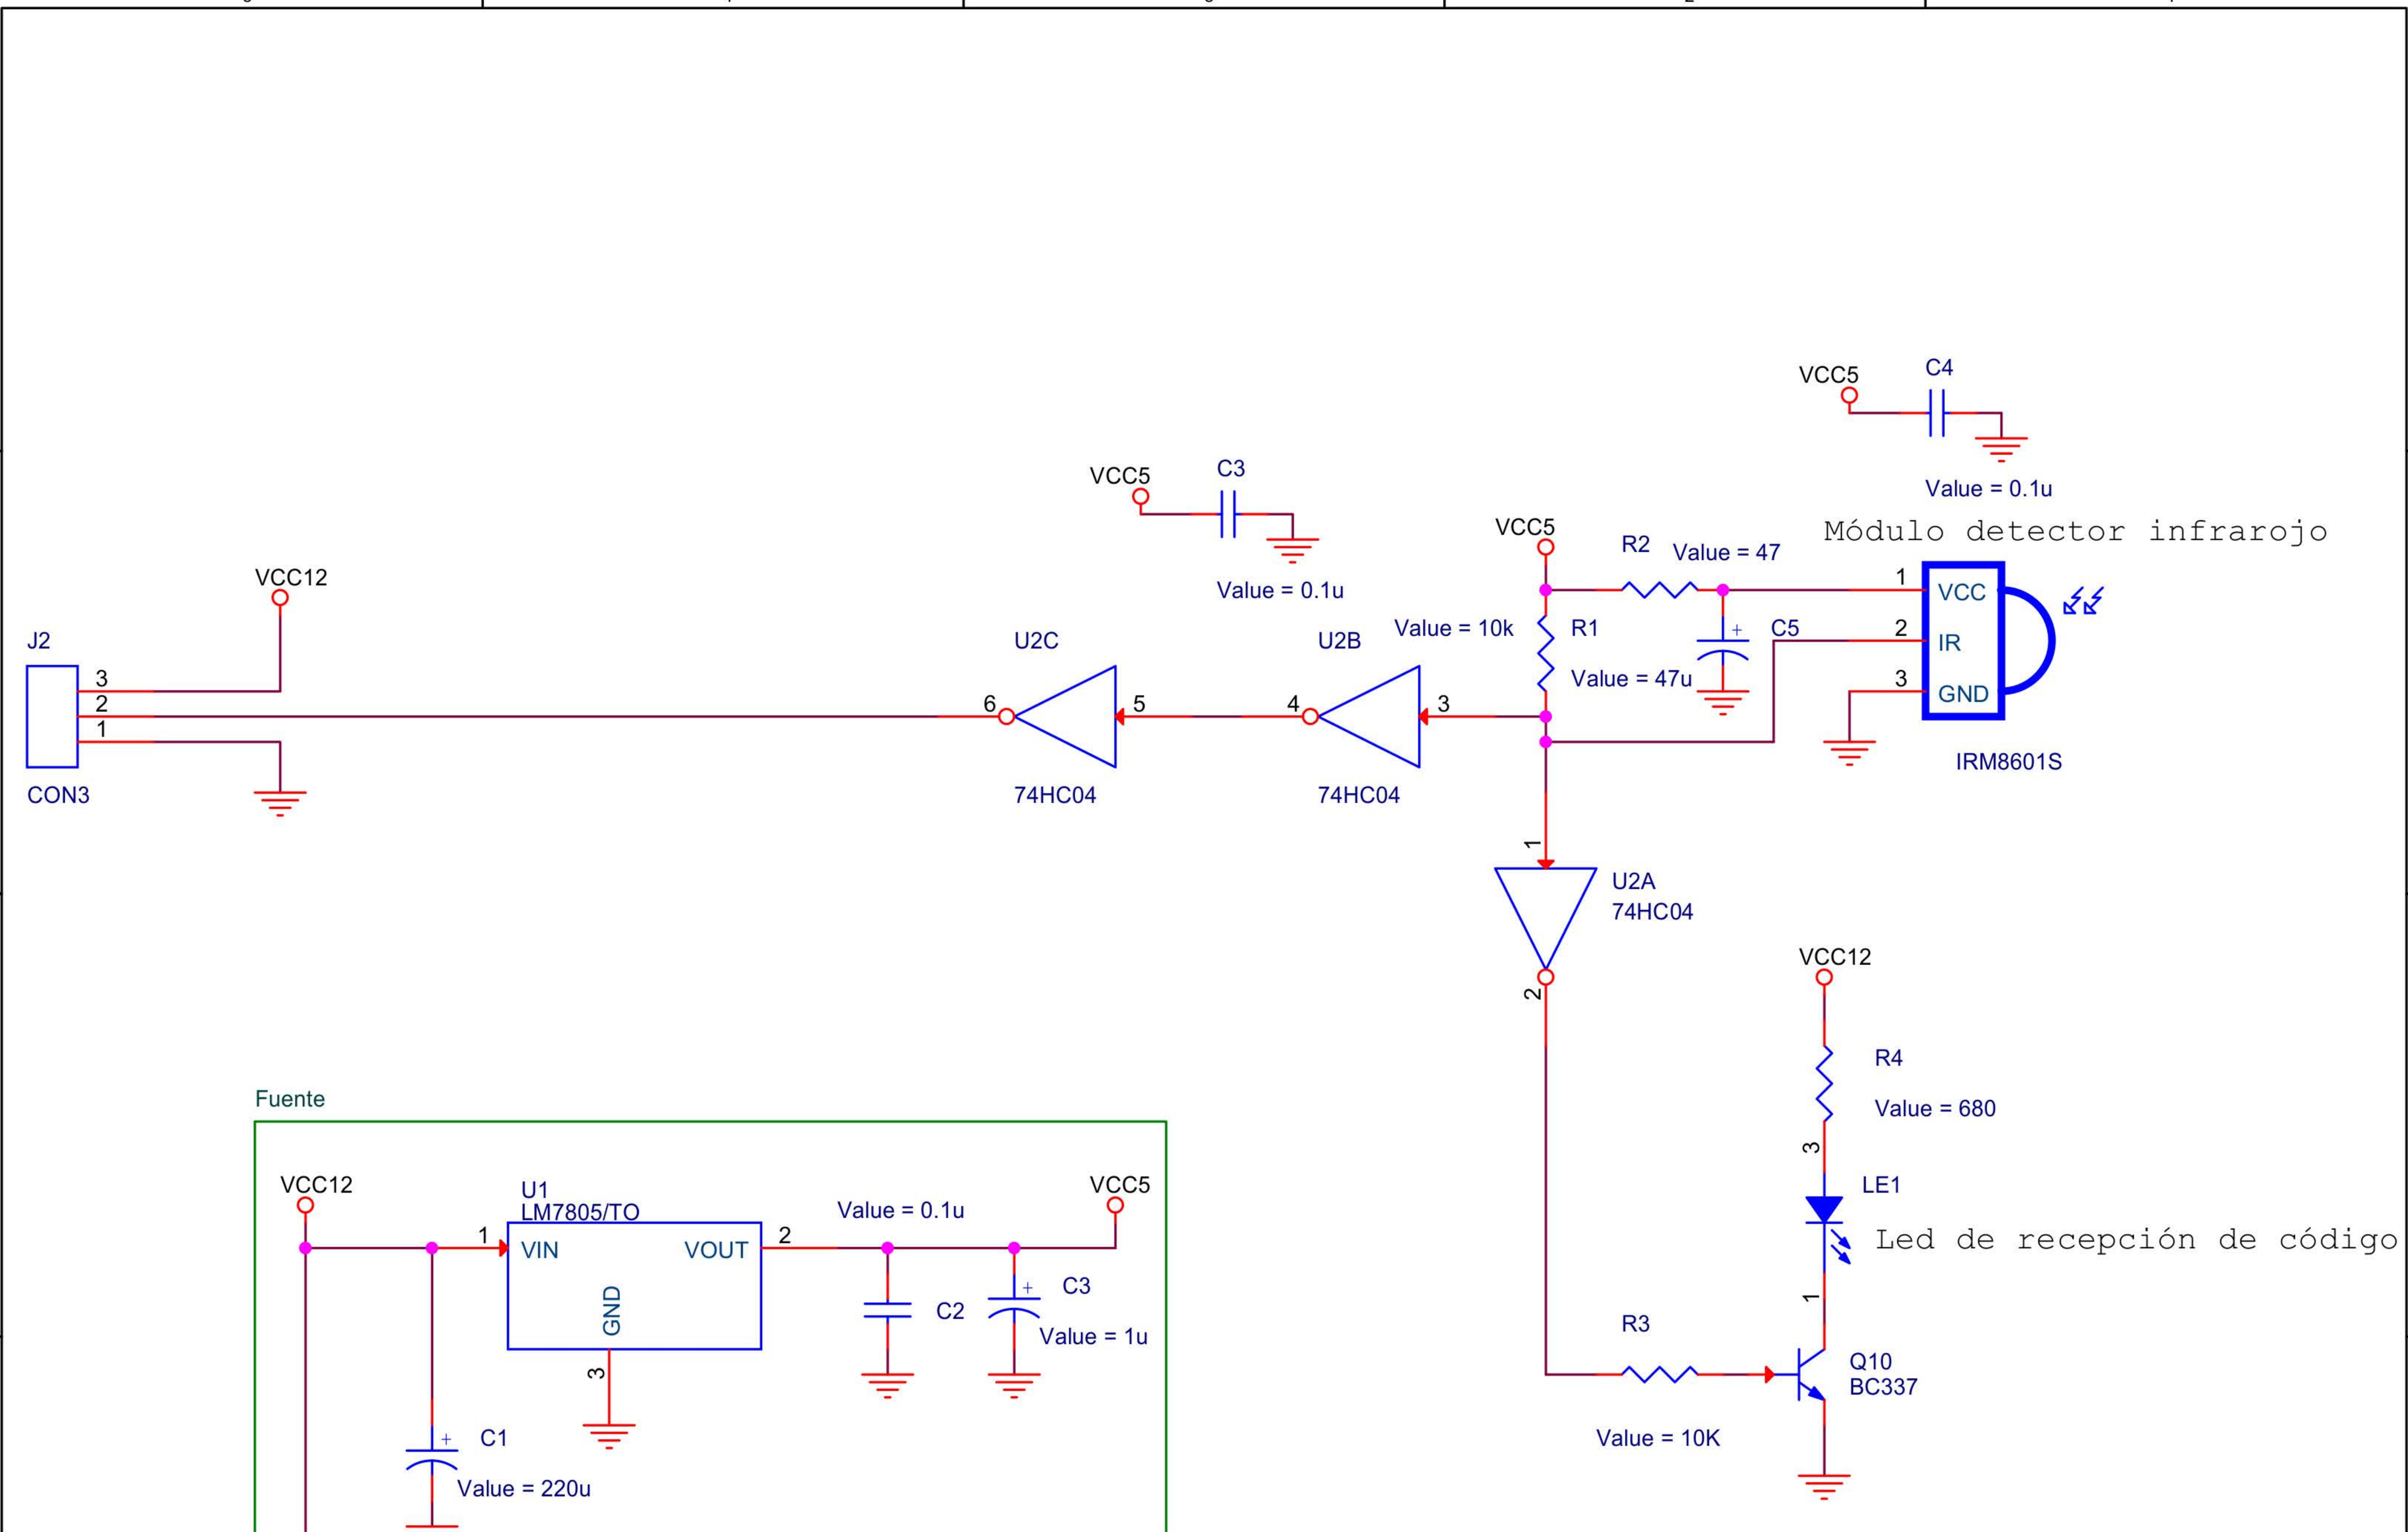 VCC5
C4
Value = 0.1u
VCC5
C3
Value = 0.1u
Módulo detector infrarojo
VCC5
R2
Value = 47
1
VCC
2
IR
3
GND
IRM8601S
Value = 10k
R1
C5
Value = 47u
VCC12
J2
3
2
1
CON3
U2C
6
5
74HC04
U2B
4
3
74HC04
1
U2A
74HC04
2
VCC12
R4
Value = 680
3
LE1
Led de recepción de código
1
R3
Value = 10K
Q10
BC337
Fuente
VCC12
U1
LM7805/TO
1
VIN
VOUT
2
GND
3
Value = 0.1u
VCC5
C2
C3
Value = 1u
C1
Value = 220u